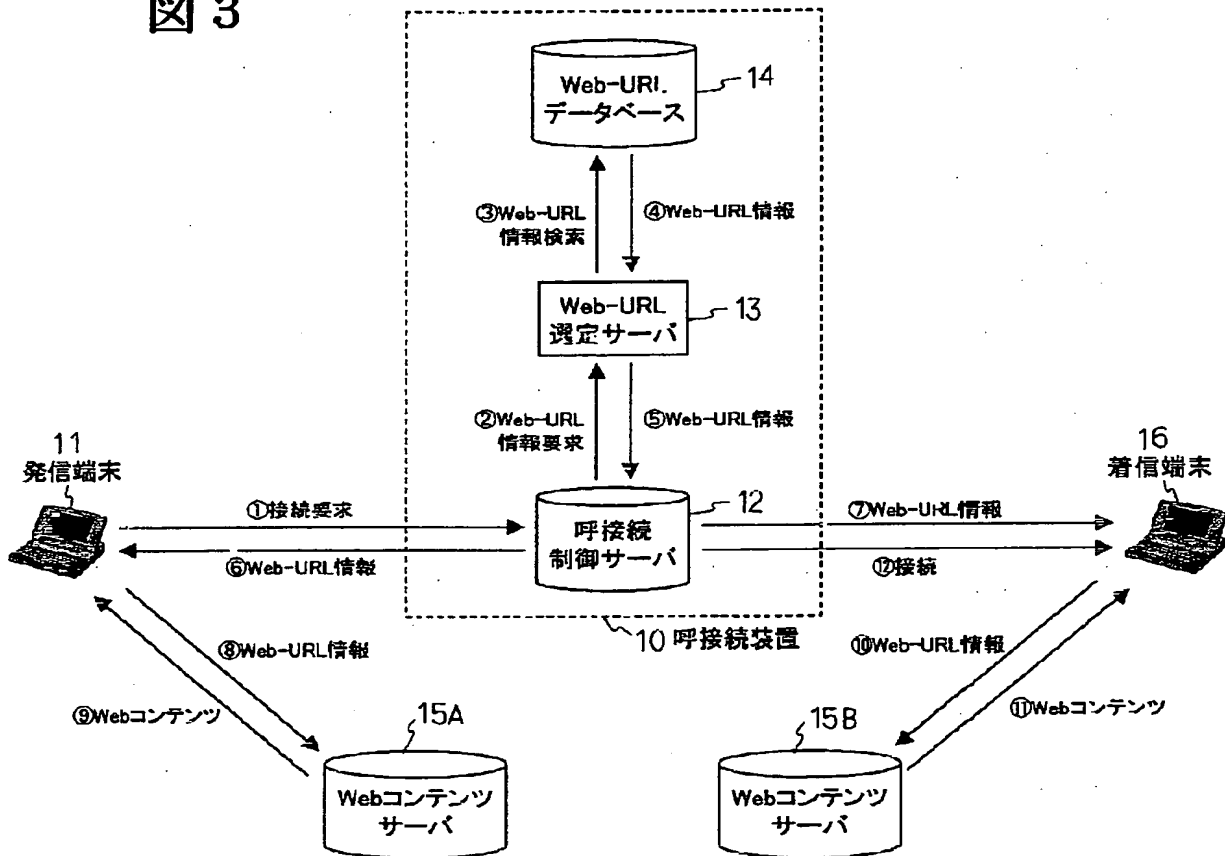 図3
Web-URL
データベース
14
③Web-URL
情報検索
④Web-URL情報
Web-URL
選定サーバ
13
②Web-URL
情報要求
⑤Web-URL情報
11
発信端末
16
着信端末
①接続要求
12
呼接続
制御サーバ
⑦Web-URL情報
⑥Web-URL情報
⑫接続
10 呼接続装置
⑧Web-URL情報
⑩Web-URL情報
⑨Webコンテンツ
⑪Webコンテンツ
15A
15B
Webコンテンツ
サーバ
Webコンテンツ
サーバ